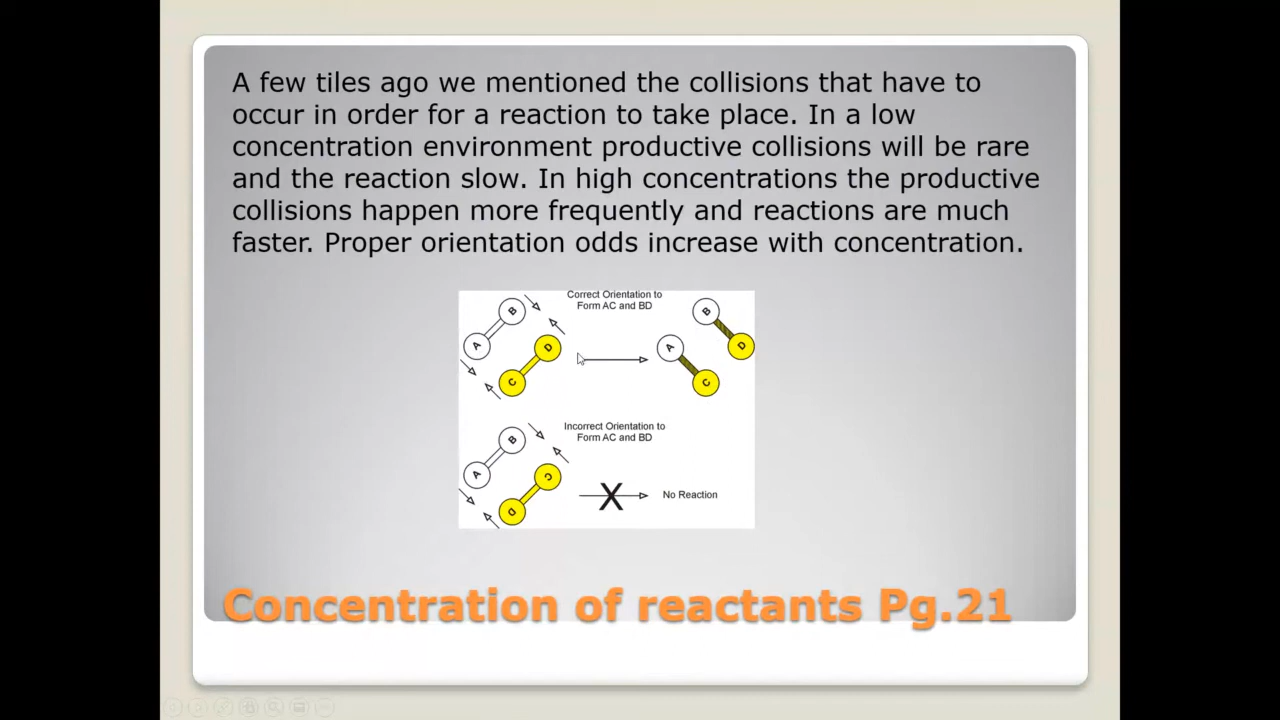 A few tiles ago we mentioned the collisions that have to
occur in order for a reaction to take place. In a low
concentration environment productive collisions will be rare
and the reaction slow. In high concentrations the productive
collisions happen more frequently and reactions are much
faster. Proper orientation odds increase with concentration.
Correct Orientation to
Form AC and BD
B
A
D
C
B
A
D
C
Incorrect Orientation to
Form AC and BD
B
A
C
D
X
No Reaction
Concentration of reactants Pg.21